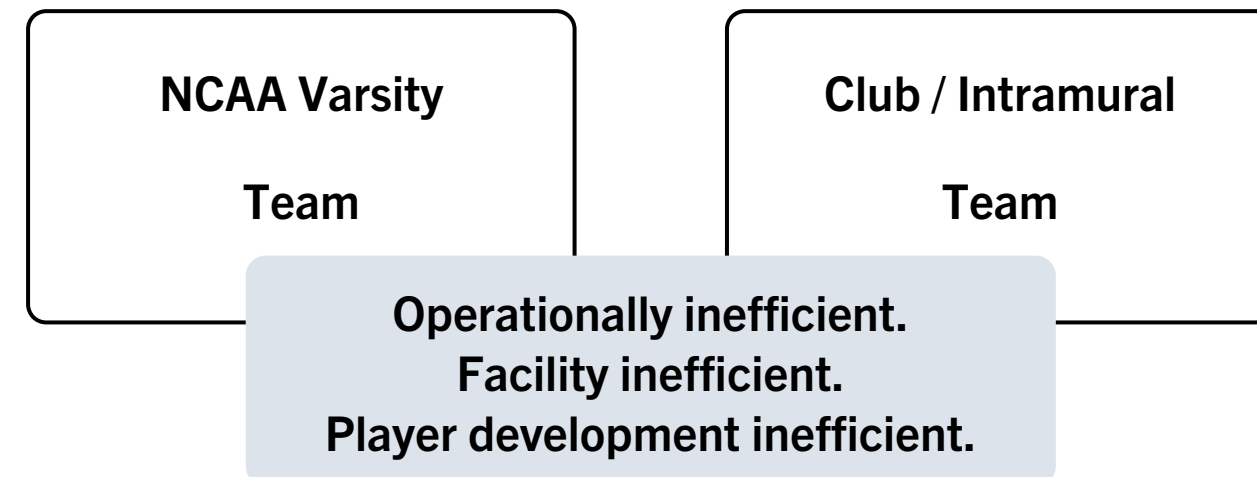 NCAA Varsity
Team
Club / Intramural
Team
Operationally inefficient.
Facility inefficient.
Player development inefficient.